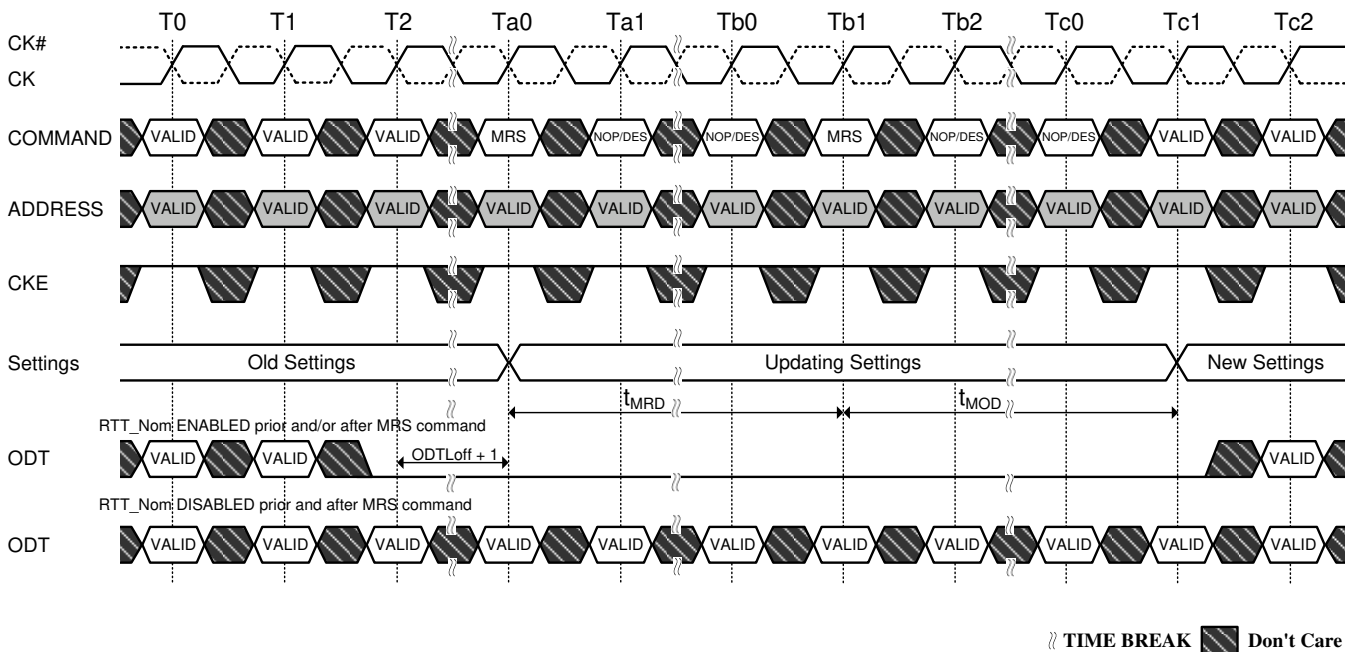 T0 T1 T2 Ta0 Ta1 Tb0 Tb1 Tb2 Tc0 Tc1 Tc2
CK#
CK
COMMAND VALID VALID VALID MRS NOP/DES NOP/DES MRS NOP/DES NOP/DES VALID VALID
ADDRESS VALID VALID VALID VALID VALID VALID VALID VALID VALID VALID VALID
CKE
Settings Old Settings Updating Settings New Settings
tMRD tMOD
RTT_Nom ENABLED prior and/or after MRS command
ODT VALID VALID ODTLoff + 1 VALID
RTT_Nom DISABLED prior and after MRS command
ODT VALID VALID VALID VALID VALID VALID VALID VALID VALID VALID VALID
TIME BREAK Don't Care